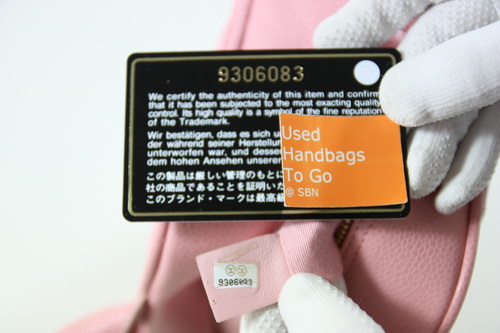 9306083
We certify the authenticity of this item and confirm
that it has been subjected to the most exacting quality
control. Its high quality is a symbol of the fine reputation
of the Trademark.
Wir bestätigen, dass es sich u
der während seiner Herstellun
unterworfen war, und desse
dem hohen Ansehen unserer
この製品は厳しい管理のもとに
社の商品であることを証明いた
このブランド・マークは最高級
Used
Handbags
To Go
@ SBN
9306083